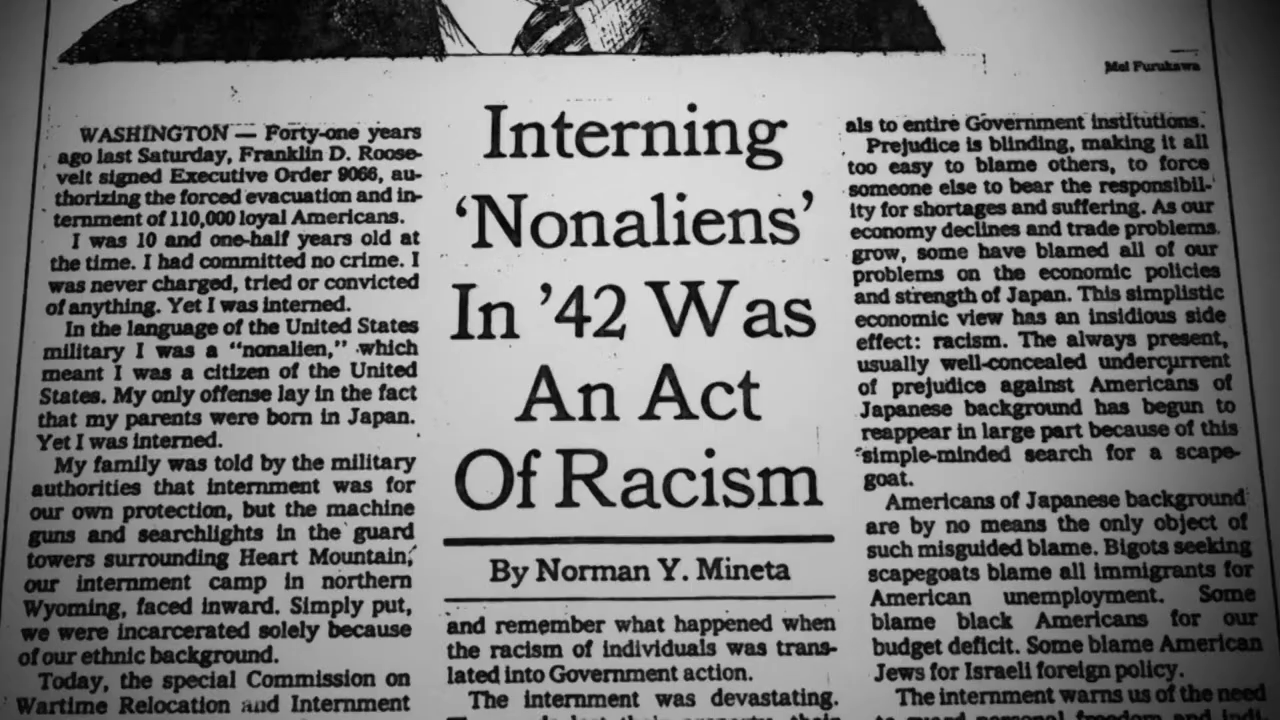 Mel Furukawa
Interning
‘Nonaliens’
In ’42 Was
An Act
Of Racism
By Norman Y. Mineta
WASHINGTON — Forty-one years
ago last Saturday, Franklin D. Roose-
velt signed Executive Order 9066, au-
thorizing the forced evacuation and in-
ternment of 110,000 loyal Americans.
I was 10 and one-half years old at
the time. I had committed no crime. I
was never charged, tried or convicted
of anything. Yet I was interned.
In the language of the United States
military I was a “nonalien,” which
meant I was a citizen of the United
States. My only offense lay in the fact
that my parents were born in Japan.
Yet I was interned.
My family was told by the military
authorities that internment was for
our own protection, but the machine
guns and searchlights in the guard
towers surrounding Heart Mountain,
our internment camp in northern
Wyoming, faced inward. Simply put,
we were incarcerated solely because
of our ethnic background.
Today, the special Commission on
Wartime Relocation and Internment
and remember what happened when
the racism of individuals was trans-
lated into Government action.
The internment was devastating.
als to entire Government institutions.
Prejudice is blinding, making it all
too easy to blame others, to force
someone else to bear the responsibil-
ity for shortages and suffering. As our
economy declines and trade problems
grow, some have blamed all of our
problems on the economic policies
and strength of Japan. This simplistic
economic view has an insidious side
effect: racism. The always present,
usually well-concealed undercurrent
of prejudice against Americans of
Japanese background has begun to
reappear in large part because of this
simple-minded search for a scape-
goat.
Americans of Japanese background
are by no means the only object of
such misguided blame. Bigots seeking
scapegoats blame all immigrants for
American unemployment. Some
blame black Americans for our
budget deficit. Some blame American
Jews for Israeli foreign policy.
The internment warns us of the need